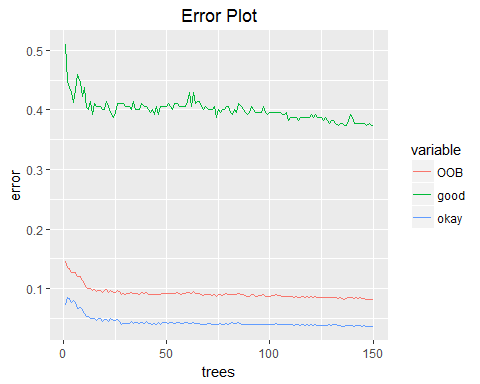 Error Plot
error
0.5
0.4
0.3
0.2
0.1
0
50
100
150
trees
variable
OOB
good
okay